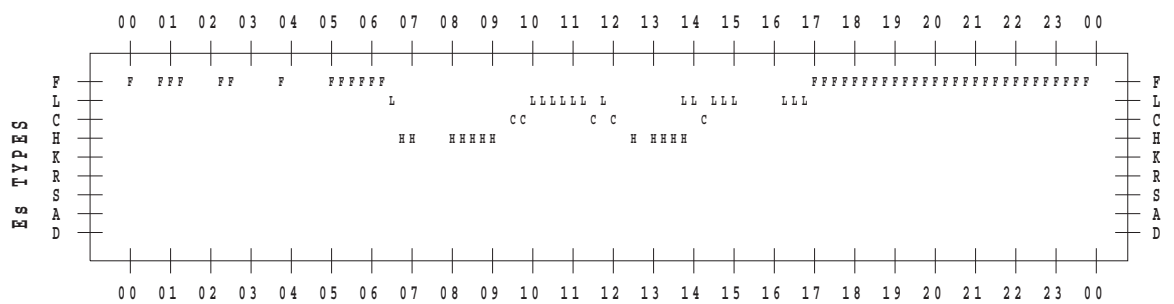 00 01 02 03 04 05 06 07 08 09 10 11 12 13 14 15 16 17 18 19 20 21 22 23 00
F F FFF FF F FFFFFF FFFFFFFFFFFFFFFFFFFFFFFFFFFF F
L L LLLLLL L LL LLL LLL L
C CC C C C C
H HH HHHHH H HHHH H
K K
R R
S S
A A
D D
Es TYPES
00 01 02 03 04 05 06 07 08 09 10 11 12 13 14 15 16 17 18 19 20 21 22 23 00